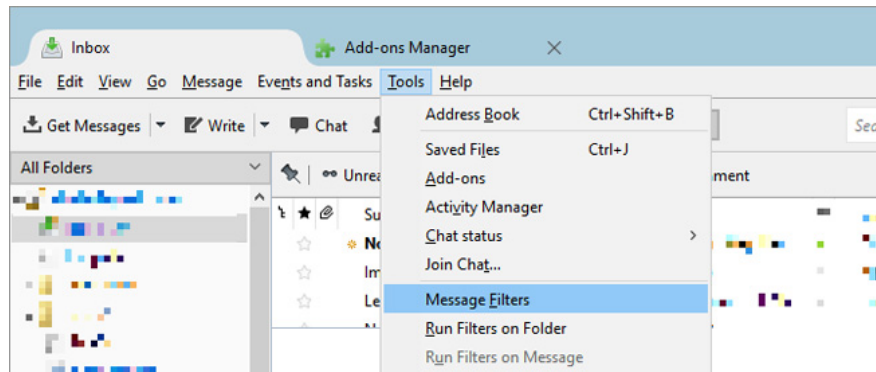 Inbox Add-ons Manager
File Edit View Go Message Events and Tasks Tools Help
Get Messages Write Chat
Address Book Ctrl+Shift+B
All Folders
Saved Files Ctrl+J
Add-ons
Activity Manager
Chat status
Join Chat...
Message Filters
Run Filters on Folder
Run Filters on Message